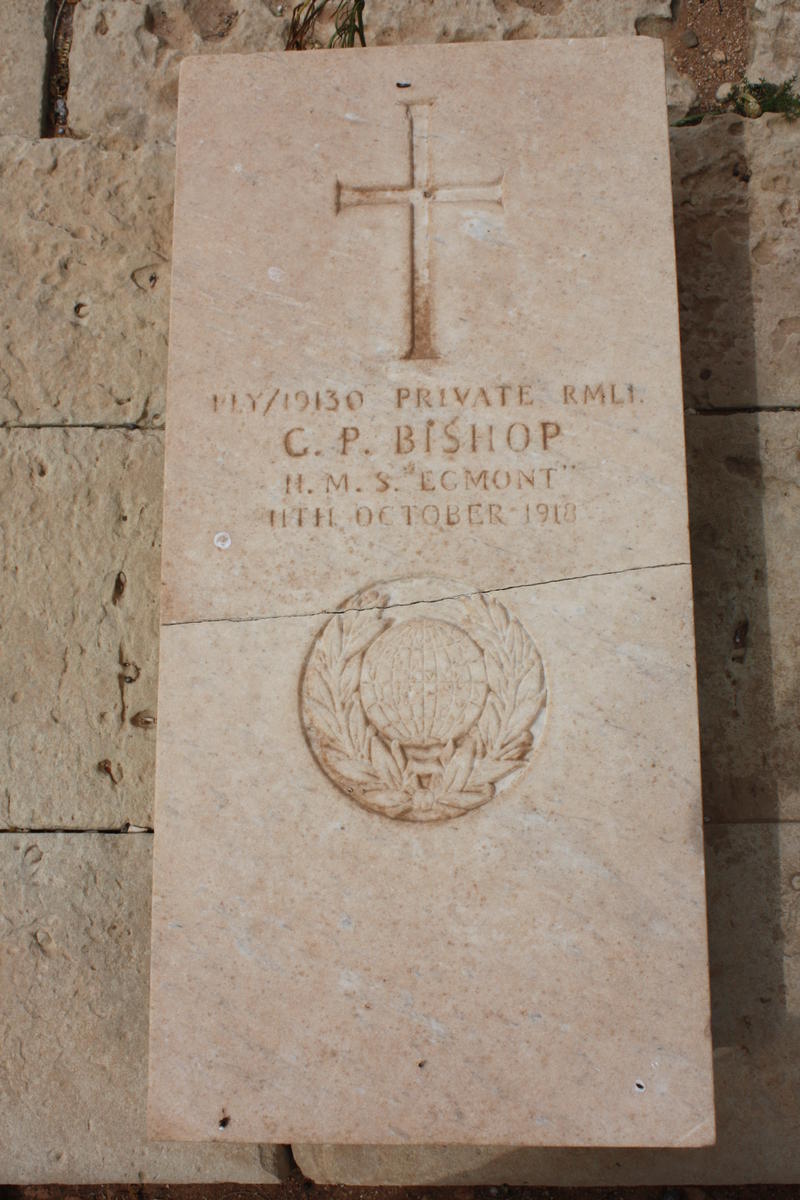 PLY/19130 PRIVATE RMLI.
G. P. BISHOP
H. M. S. "EGMONT"
11TH OCTOBER 1918